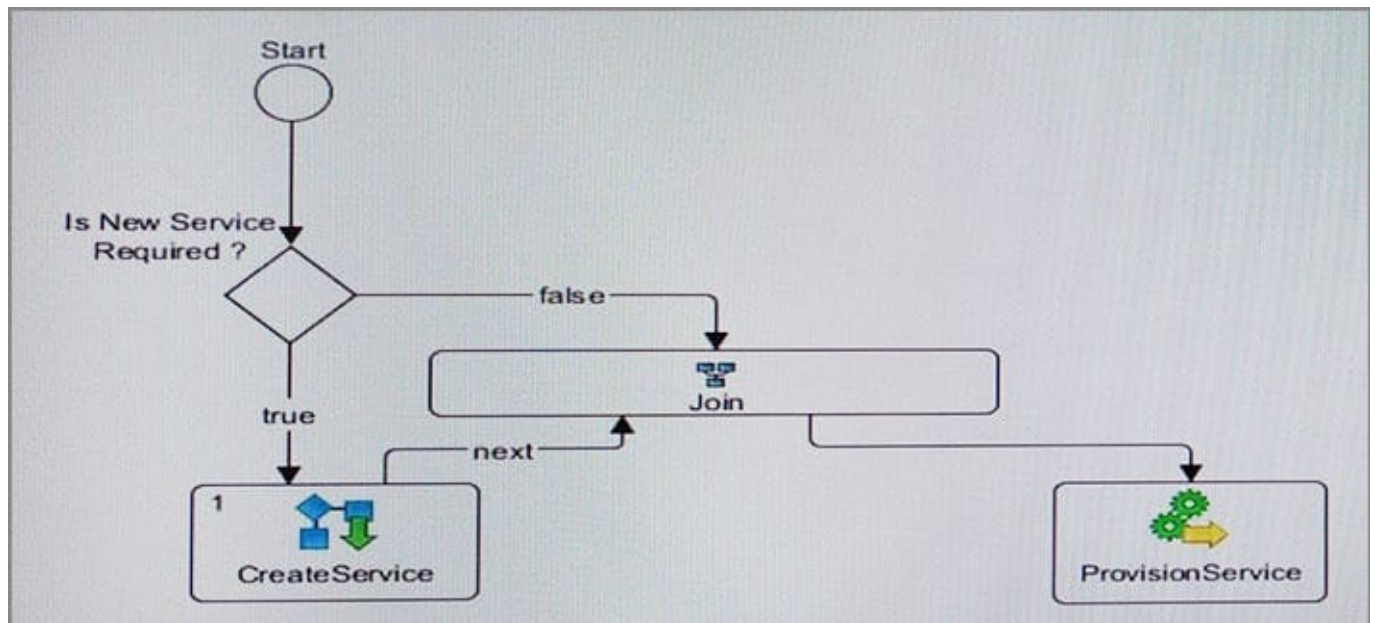 Start
Is New Service
Required ?
false
Join
true
next
1
CreateService
ProvisionService